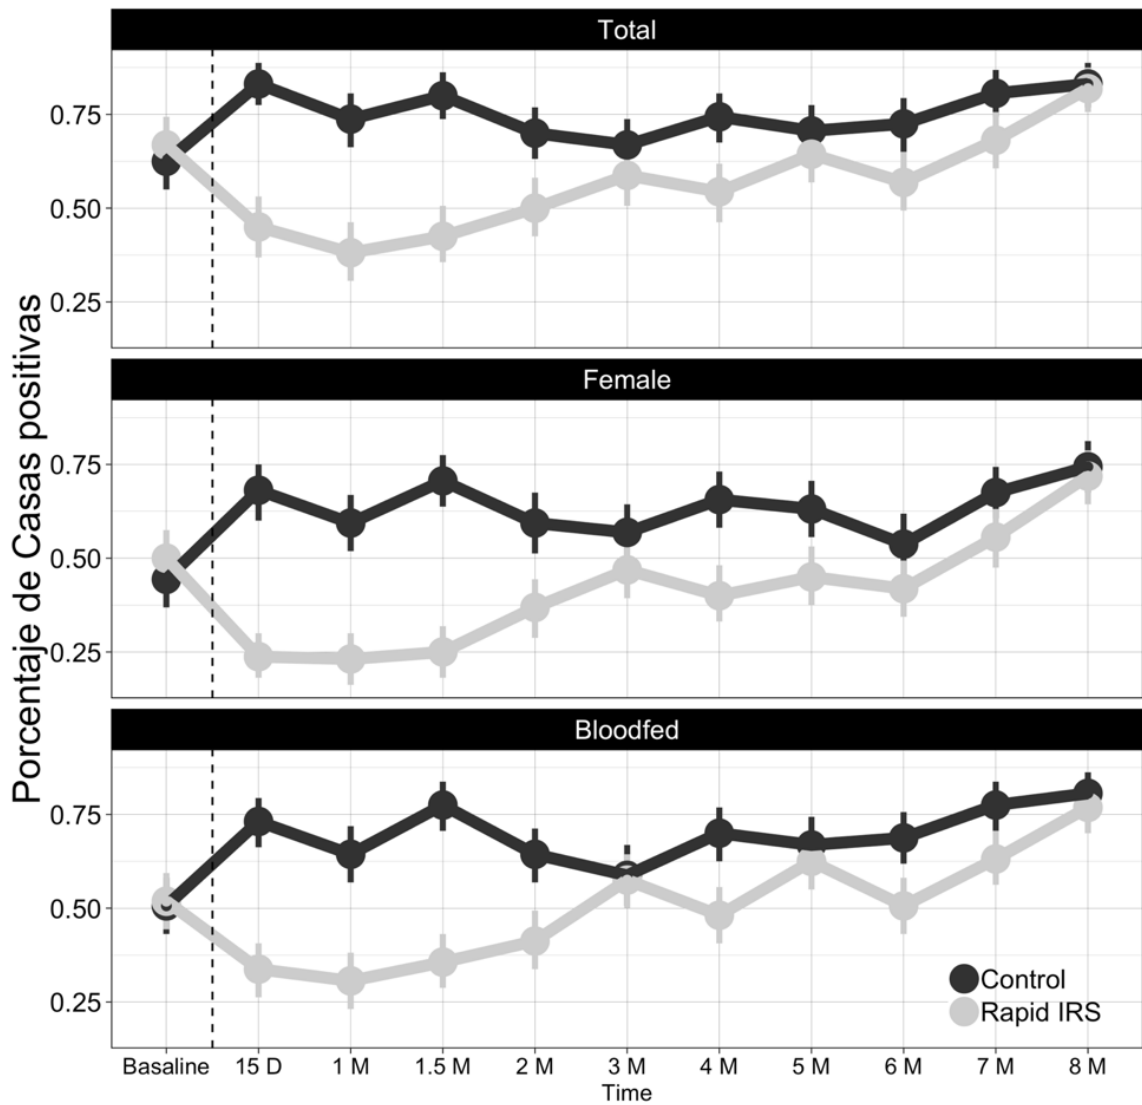 Total
0.75
0.50
0.25
Female
0.75
0.50
0.25
Bloodfed
0.75
0.50
0.25
Porcentaje de Casas positivas
Control
Rapid IRS
Basaline 15 D 1 M 1.5 M 2 M 3 M 4 M 5 M 6 M 7 M 8 M
Time